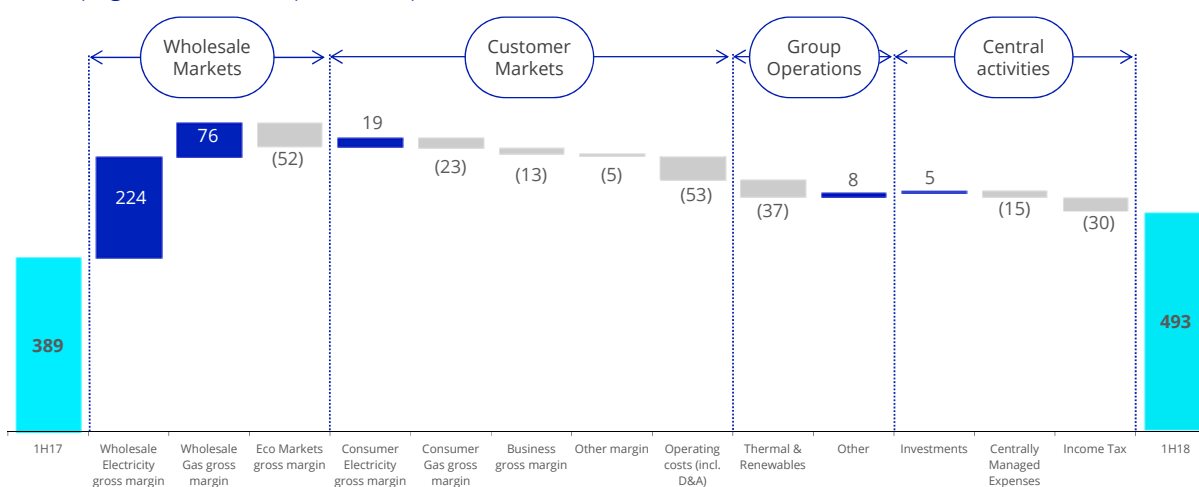 Wholesale
Markets
Customer
Markets
Group
Operations
Central
activities
224
76
(52)
19
(23)
(13)
(5)
(53)
(37)
8
5
(15)
(30)
389
493
1H17
Wholesale
Electricity
gross margin
Wholesale
Gas gross
margin
Eco Markets
gross margin
Consumer
Electricity
gross margin
Consumer
Gas gross
margin
Business
gross margin
Other margin
Operating
costs (incl.
D&A)
Thermal &
Renewables
Other
Investments
Centrally
Managed
Expenses
Income Tax
1H18